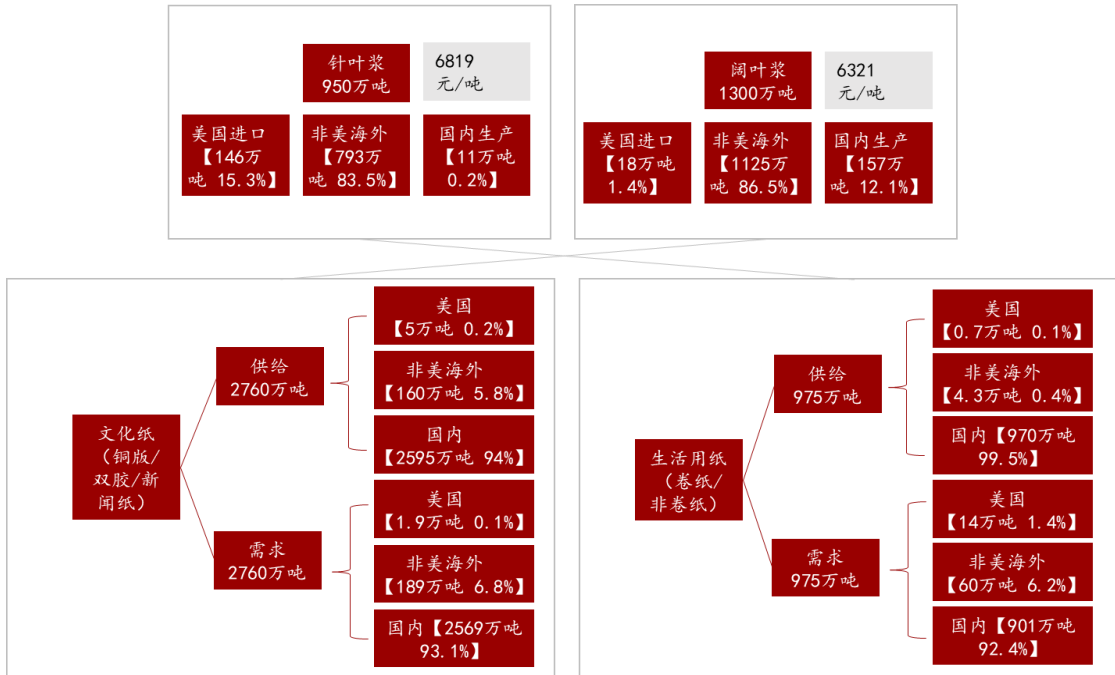 针叶浆
950万吨
6819
元/吨
美国进口
【146万
吨 15.3%】
非美海外
【793万
吨 83.5%】
国内生产
【11万吨
0.2%】
阔叶浆
1300万吨
6321
元/吨
美国进口
【18万吨
1.4%】
非美海外
【1125万
吨 86.5%】
国内生产
【157万
吨 12.1%】
文化纸
（铜版/
双胶/新
闻纸）
供给
2760万吨
美国
【5万吨 0.2%】
非美海外
【160万吨 5.8%】
国内
【2595万吨 94%】
需求
2760万吨
美国
【1.9万吨 0.1%】
非美海外
【189万吨 6.8%】
国内【2569万吨
93.1%】
生活用纸
（卷纸/
非卷纸）
供给
975万吨
美国
【0.7万吨 0.1%】
非美海外
【4.3万吨 0.4%】
国内【970万吨
99.5%】
需求
975万吨
美国
【14万吨 1.4%】
非美海外
【60万吨 6.2%】
国内【901万吨
92.4%】